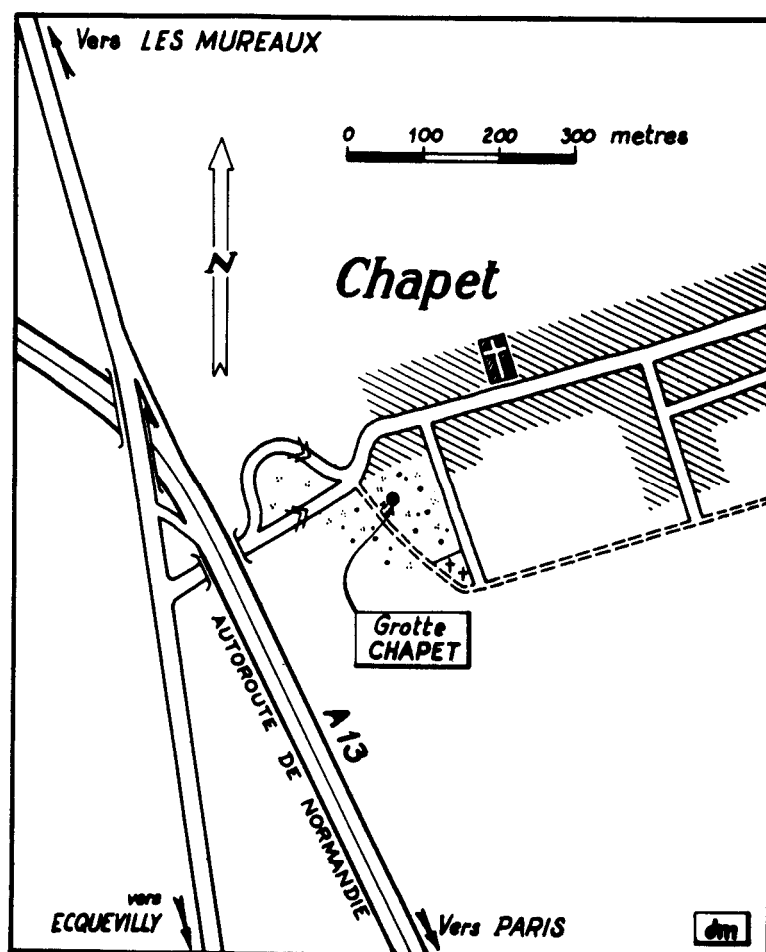 Vers LES MUREAUX
0 100 200 300 metres
N
Chapet
Grotte
CHAPET
A13
AUTOROUTE DE NORMANDIE
vers
ECQUEVILLY
Vers PARIS
dm